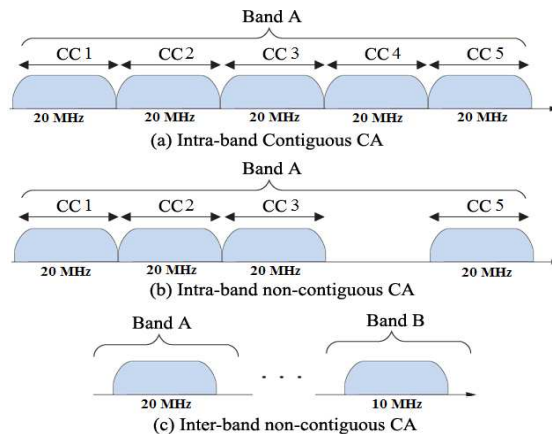 Band A
CC 1 CC 2 CC 3 CC 4 CC 5
20 MHz 20 MHz 20 MHz 20 MHz 20 MHz
(a) Intra-band Contiguous CA
Band A
CC 1 CC 2 CC 3 CC 5
20 MHz 20 MHz 20 MHz 20 MHz
(b) Intra-band non-contiguous CA
Band A Band B
. . .
20 MHz 10 MHz
(c) Inter-band non-contiguous CA